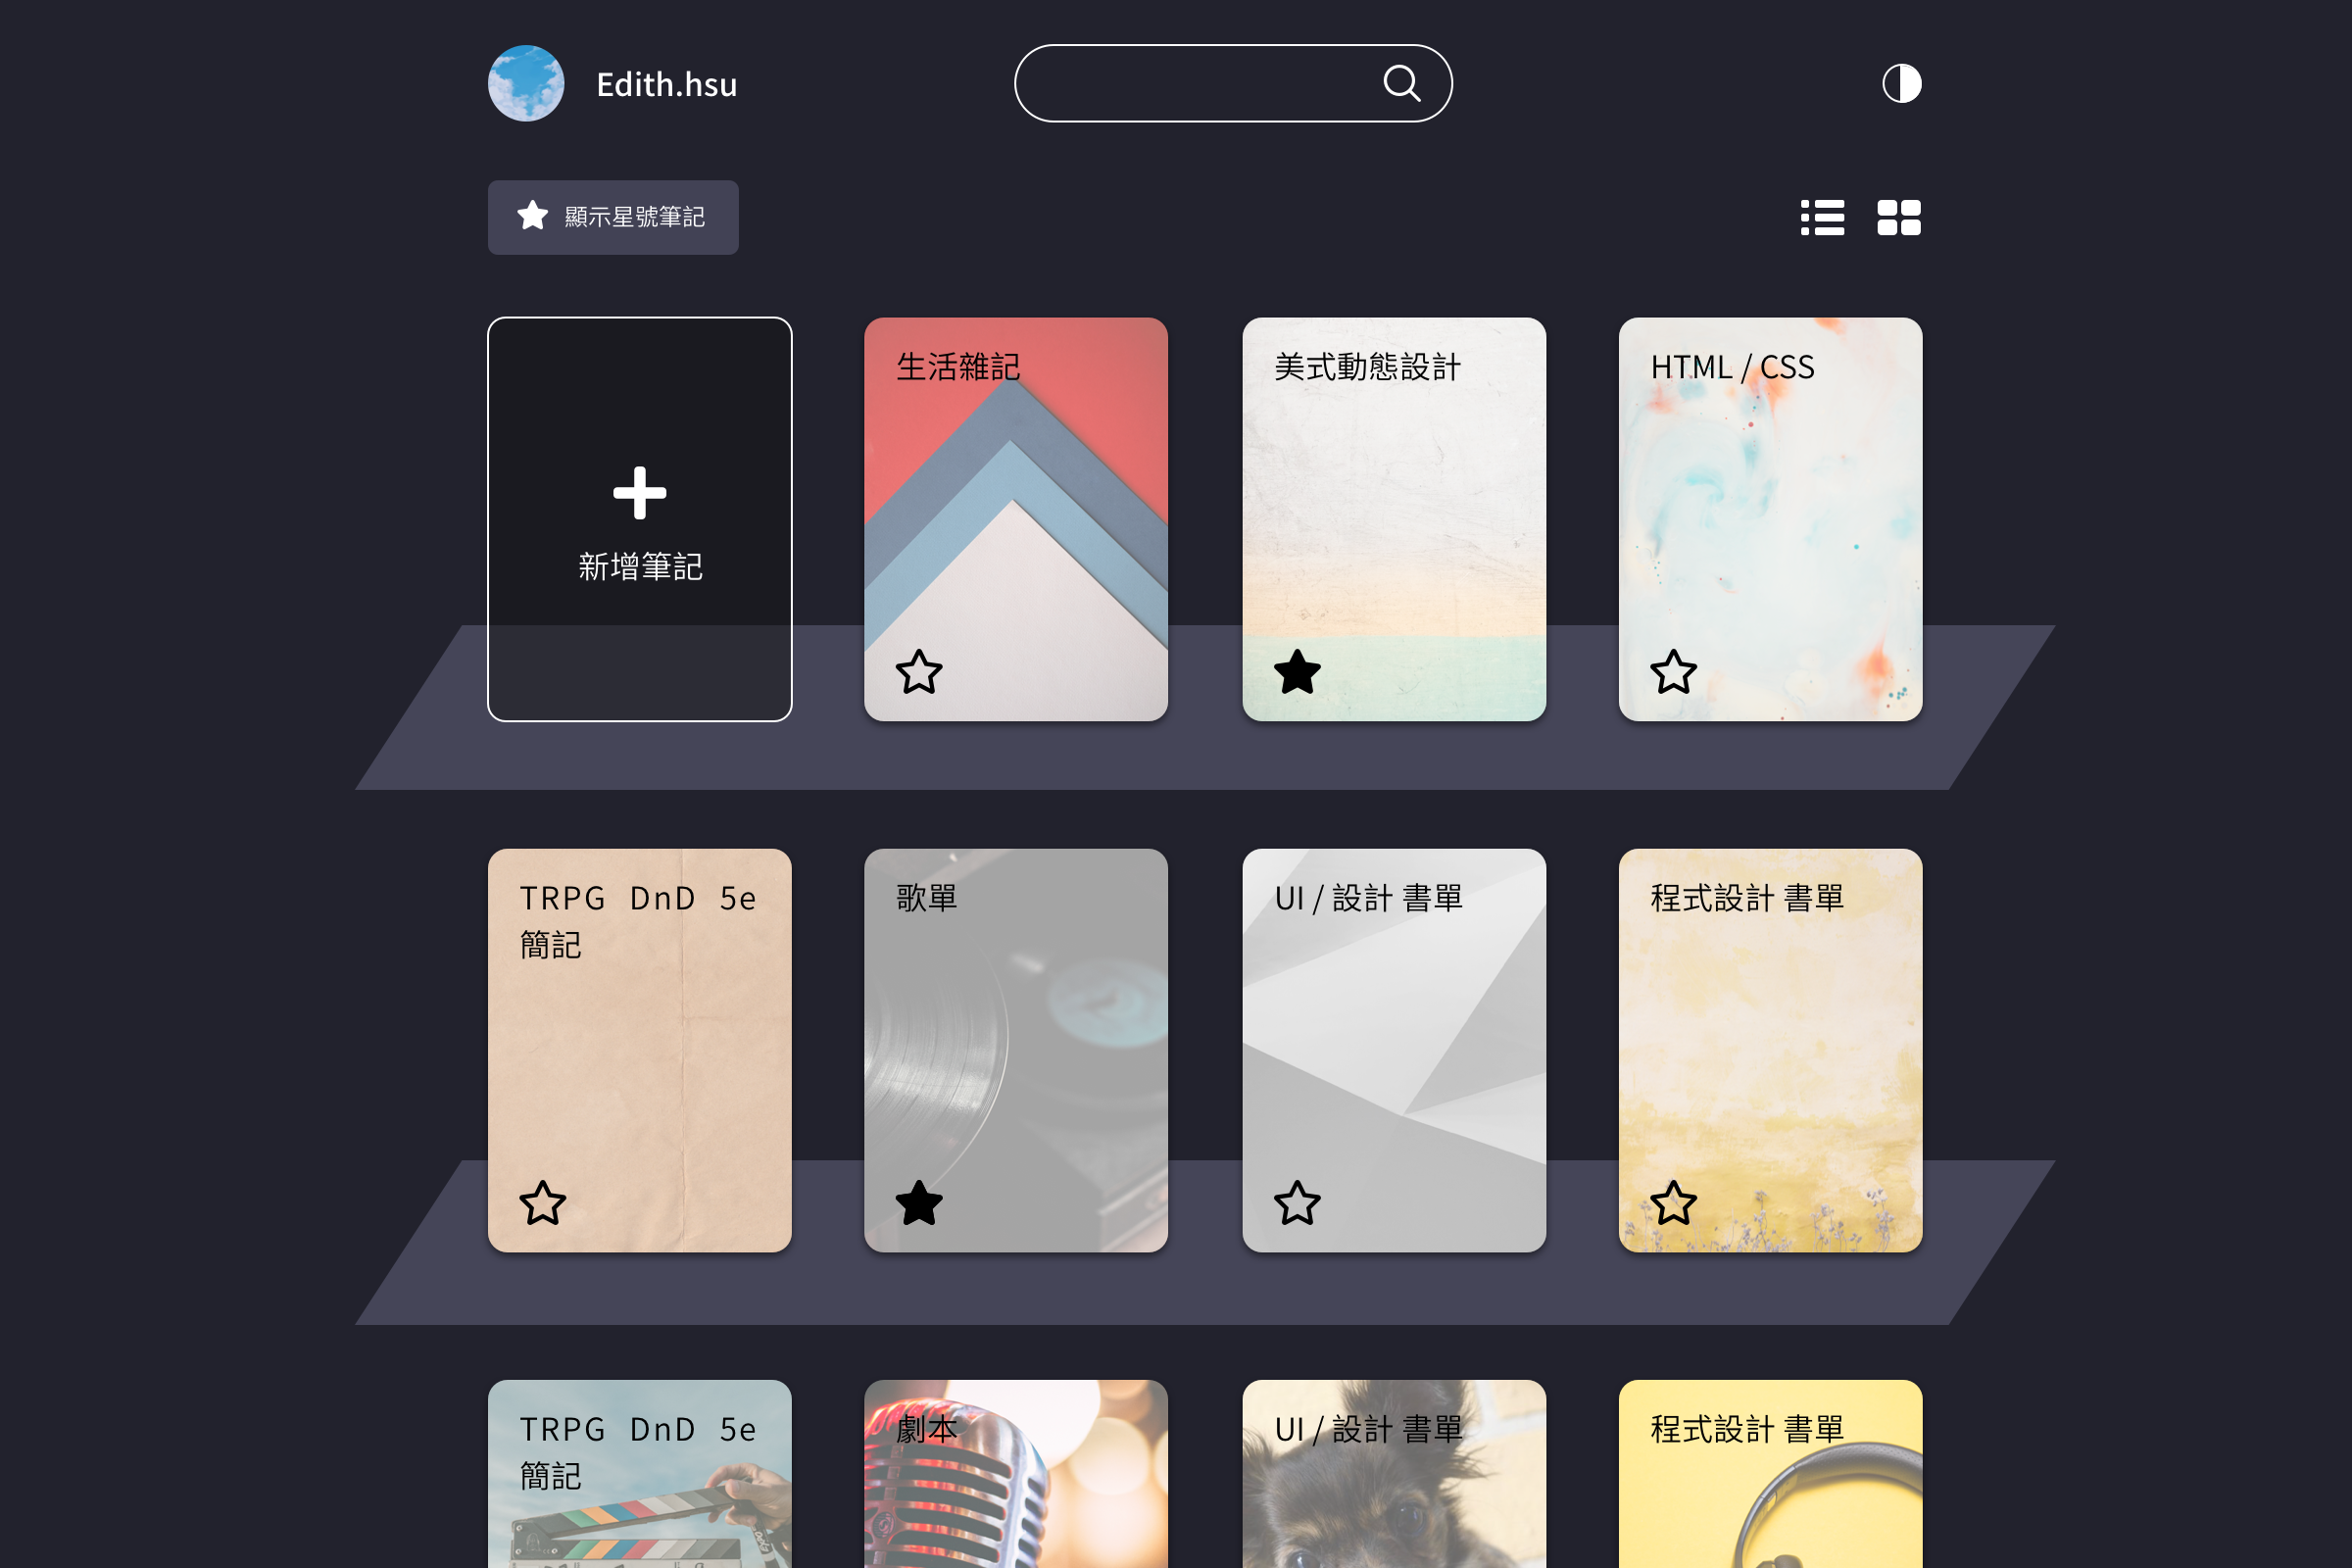 Edith.hsu
顯示星號筆記
新增筆記
生活雜記
美式動態設計
HTML / CSS
TRPG DnD 5e
簡記
歌單
UI / 設計 書單
程式設計 書單
TRPG DnD 5e
簡記
劇本
UI / 設計 書單
程式設計 書單